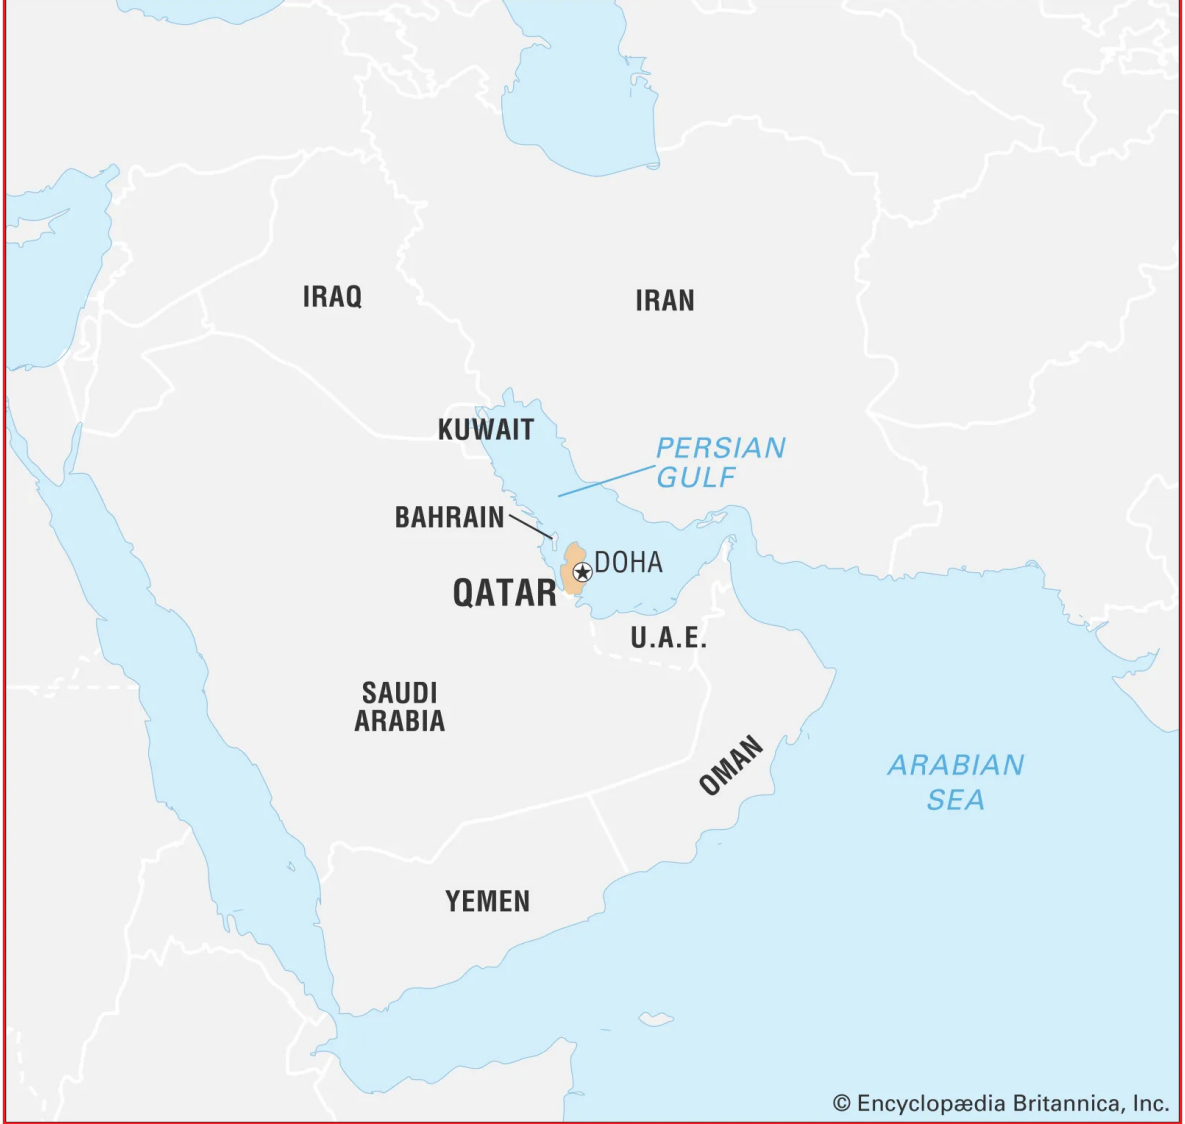 IRAQ
IRAN
KUWAIT
PERSIAN
GULF
BAHRAIN
DOHA
QATAR
U.A.E.
SAUDI
ARABIA
OMAN
ARABIAN
SEA
YEMEN
© Encyclopædia Britannica, Inc.